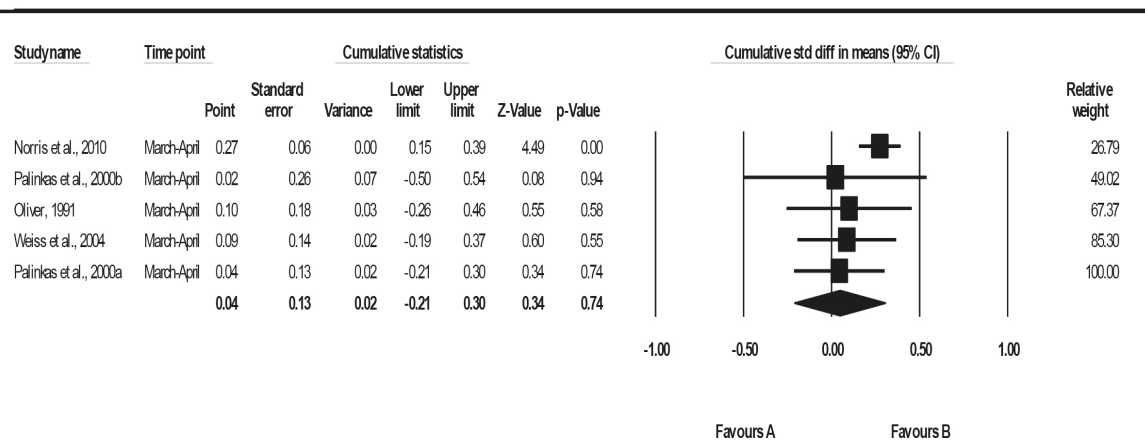 Study name Time point Cumulative statistics Cumulative std diff in means (95% CI)
Standard Lower Upper Relative
Point error Variance limit limit Z-Value p-Value weight
Norris et al., 2010 March-April 0.27 0.06 0.00 0.15 0.39 4.49 0.00 26.79
Palinkas et al., 2000b March-April 0.02 0.26 0.07 -0.50 0.54 0.08 0.94 49.02
Oliver, 1991 March-April 0.10 0.18 0.03 -0.26 0.46 0.55 0.58 67.37
Weiss et al., 2004 March-April 0.09 0.14 0.02 -0.19 0.37 0.60 0.55 85.30
Palinkas et al., 2000a March-April 0.04 0.13 0.02 -0.21 0.30 0.34 0.74 100.00
0.04 0.13 0.02 -0.21 0.30 0.34 0.74
-1.00 -0.50 0.00 0.50 1.00
Favours A Favours B